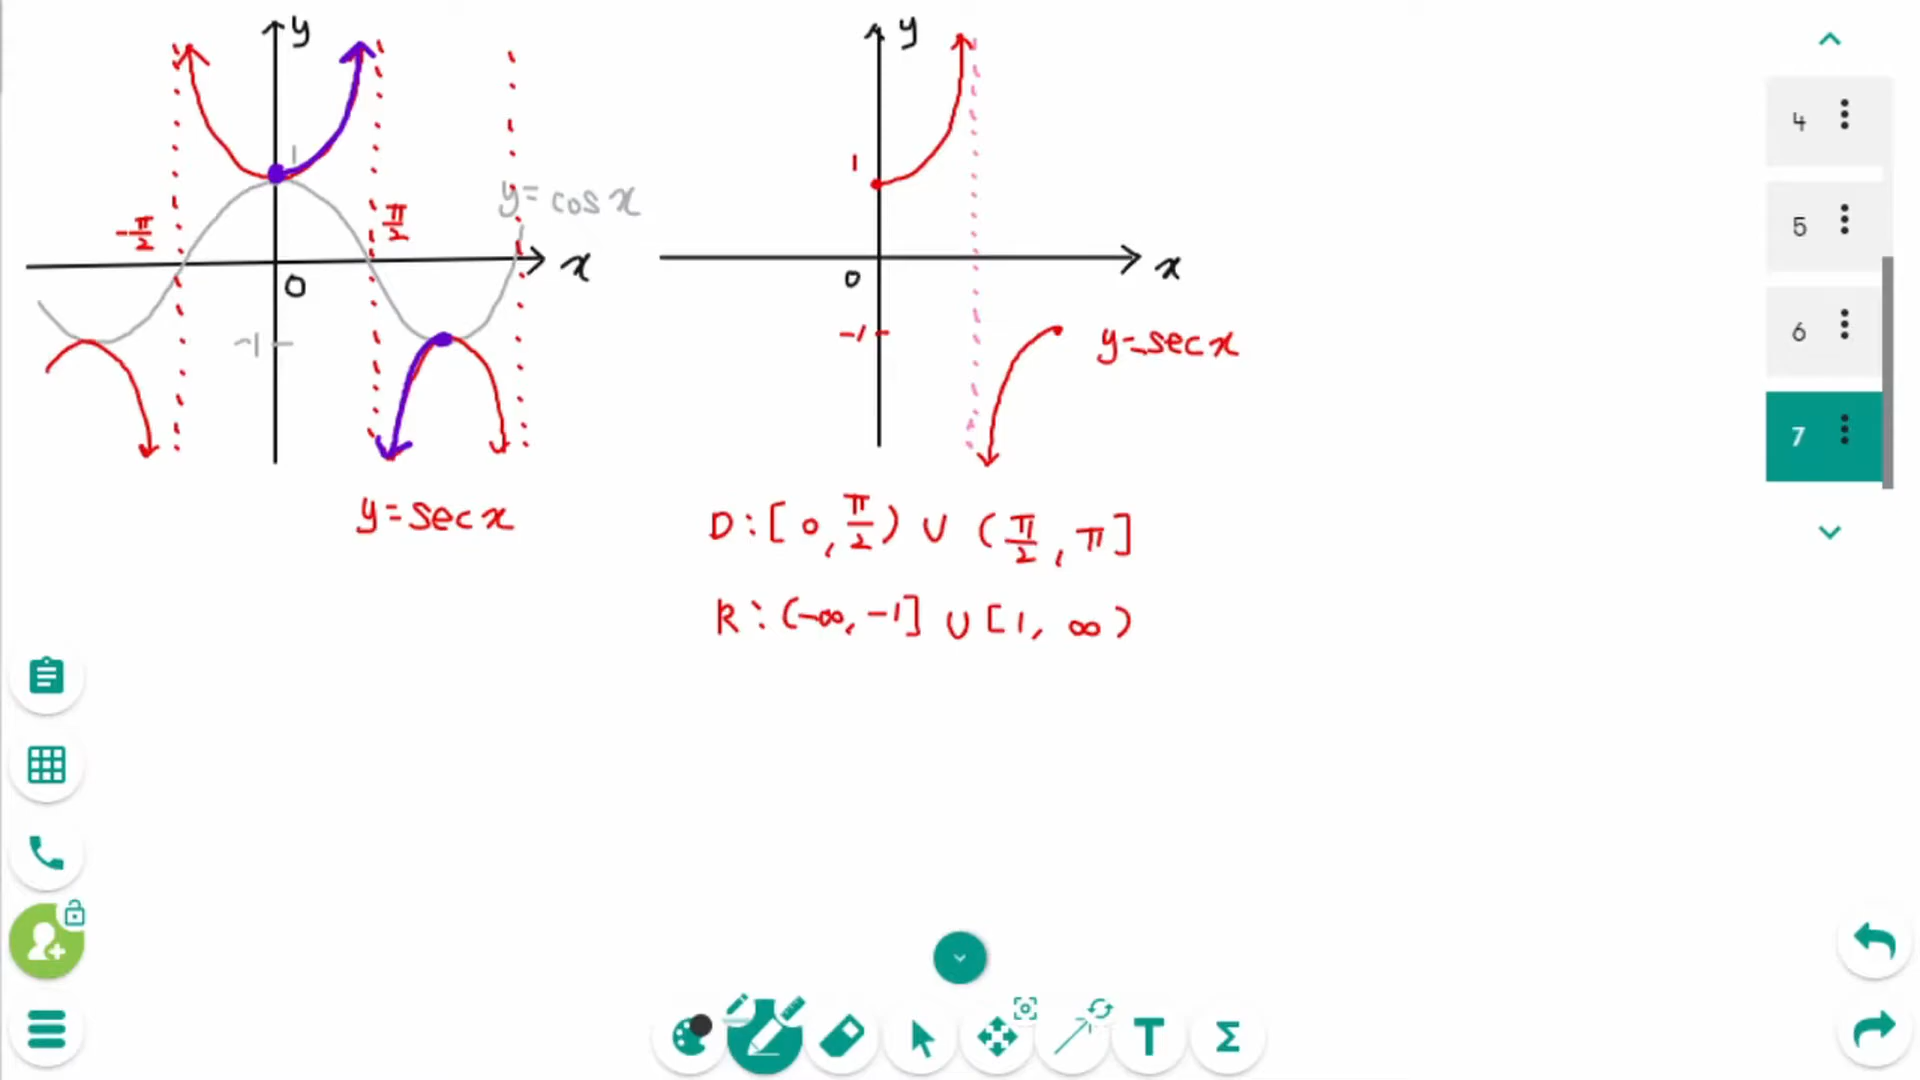 y
1
-π/2
π/2
y=cos x
x
0
-1
y=sec x
y
1
x
0
-1
y=sec x
D:[0,π/2) ∪ (π/2,π]
R:(-∞,-1] ∪ [1,∞)
4
5
6
7
T
Σ